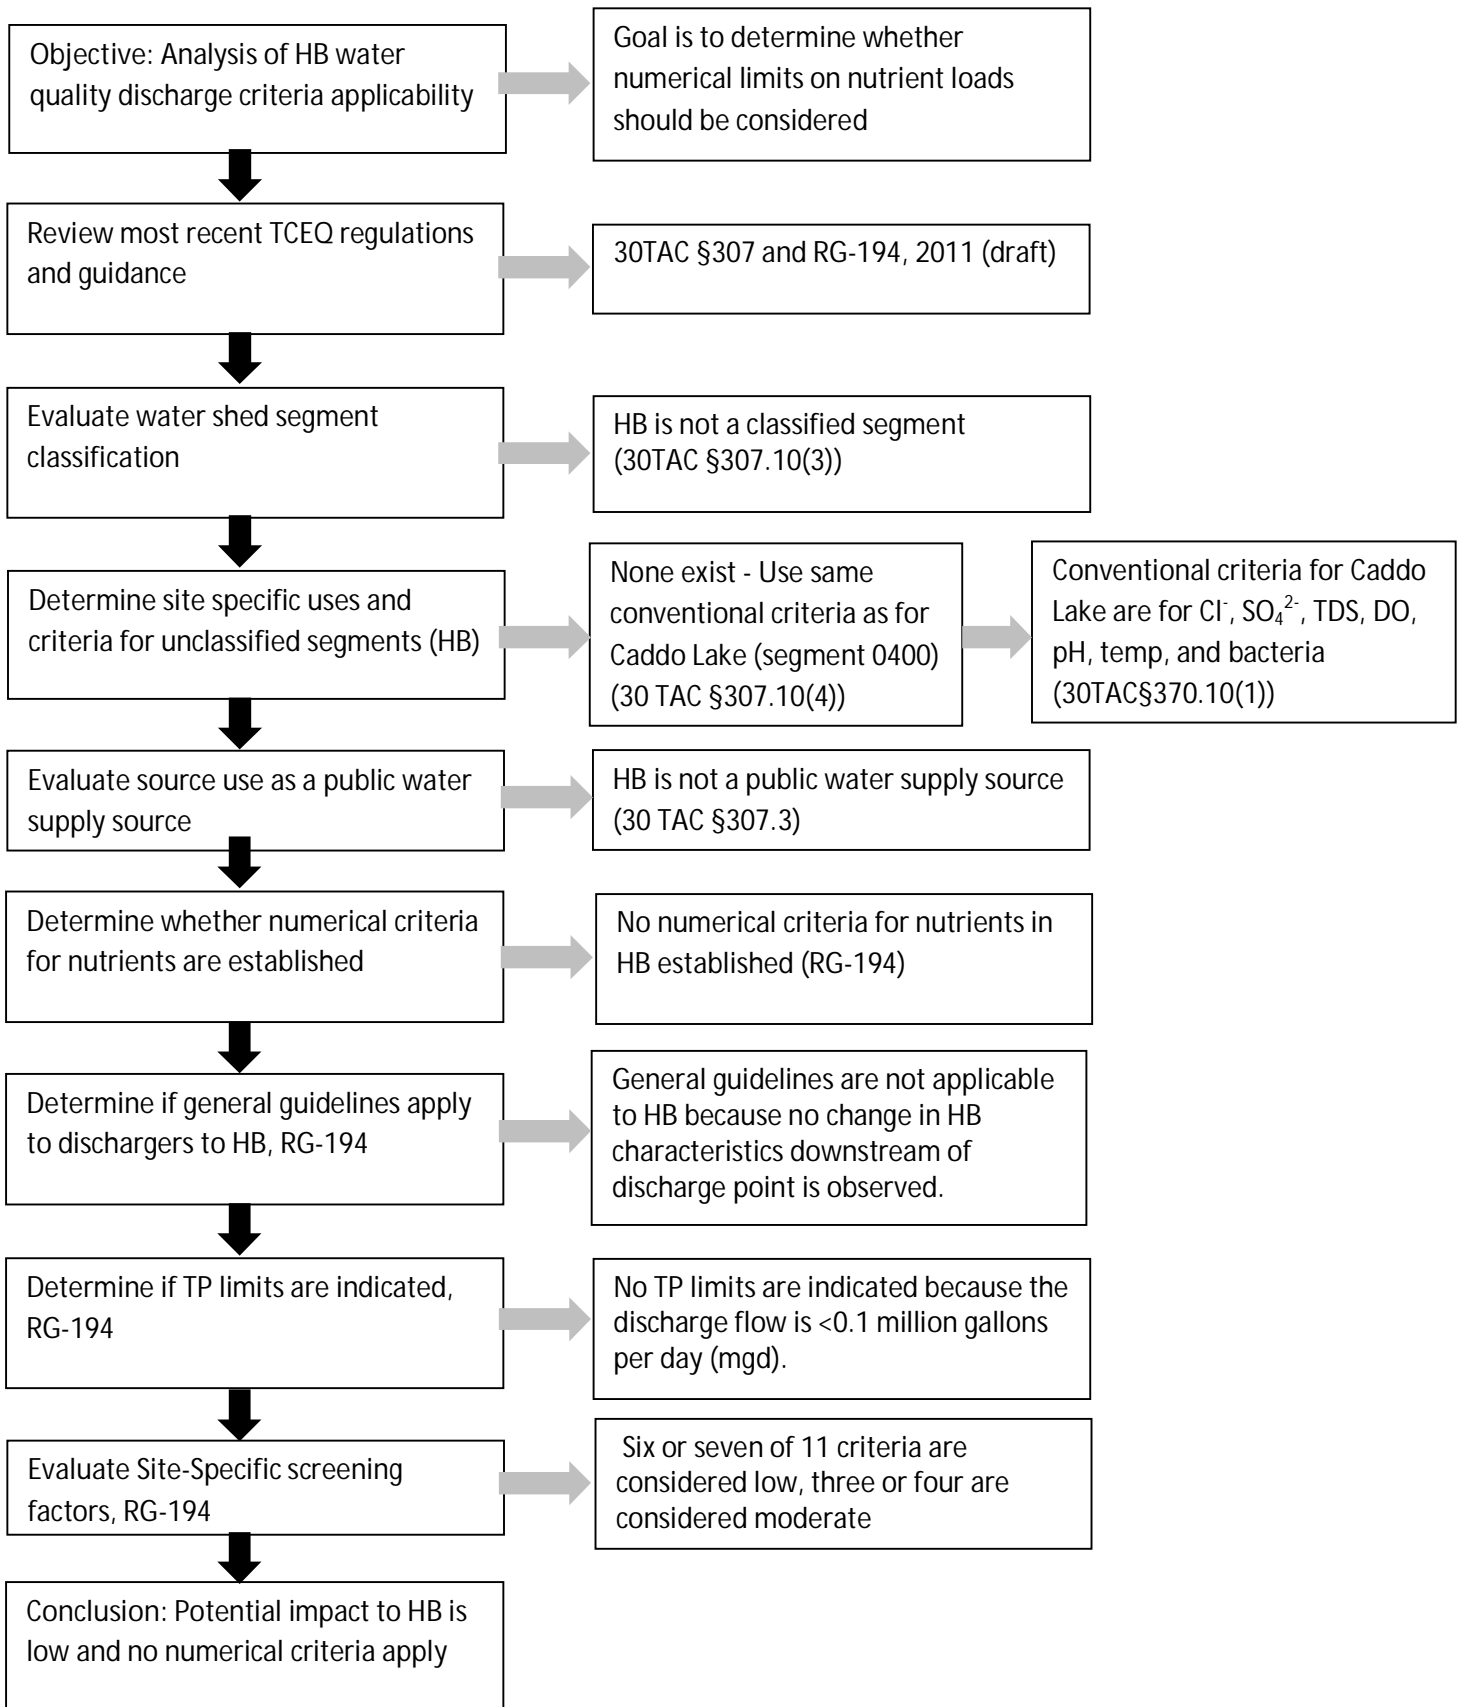 Objective: Analysis of HB water
quality discharge criteria applicability
Goal is to determine whether
numerical limits on nutrient loads
should be considered
Review most recent TCEQ regulations
and guidance
30TAC §307 and RG-194, 2011 (draft)
Evaluate water shed segment
classification
HB is not a classified segment
(30TAC §307.10(3))
Determine site specific uses and
criteria for unclassified segments (HB)
None exist - Use same
conventional criteria as for
Caddo Lake (segment 0400)
(30 TAC §307.10(4))
Conventional criteria for Caddo
Lake are for Cl⁻, SO₄²⁻, TDS, DO,
pH, temp, and bacteria
(30TAC§370.10(1))
Evaluate source use as a public water
supply source
HB is not a public water supply source
(30 TAC §307.3)
Determine whether numerical criteria
for nutrients are established
No numerical criteria for nutrients in
HB established (RG-194)
Determine if general guidelines apply
to dischargers to HB, RG-194
General guidelines are not applicable
to HB because no change in HB
characteristics downstream of
discharge point is observed.
Determine if TP limits are indicated,
RG-194
No TP limits are indicated because the
discharge flow is <0.1 million gallons
per day (mgd).
Evaluate Site-Specific screening
factors, RG-194
Six or seven of 11 criteria are
considered low, three or four are
considered moderate
Conclusion: Potential impact to HB is
low and no numerical criteria apply